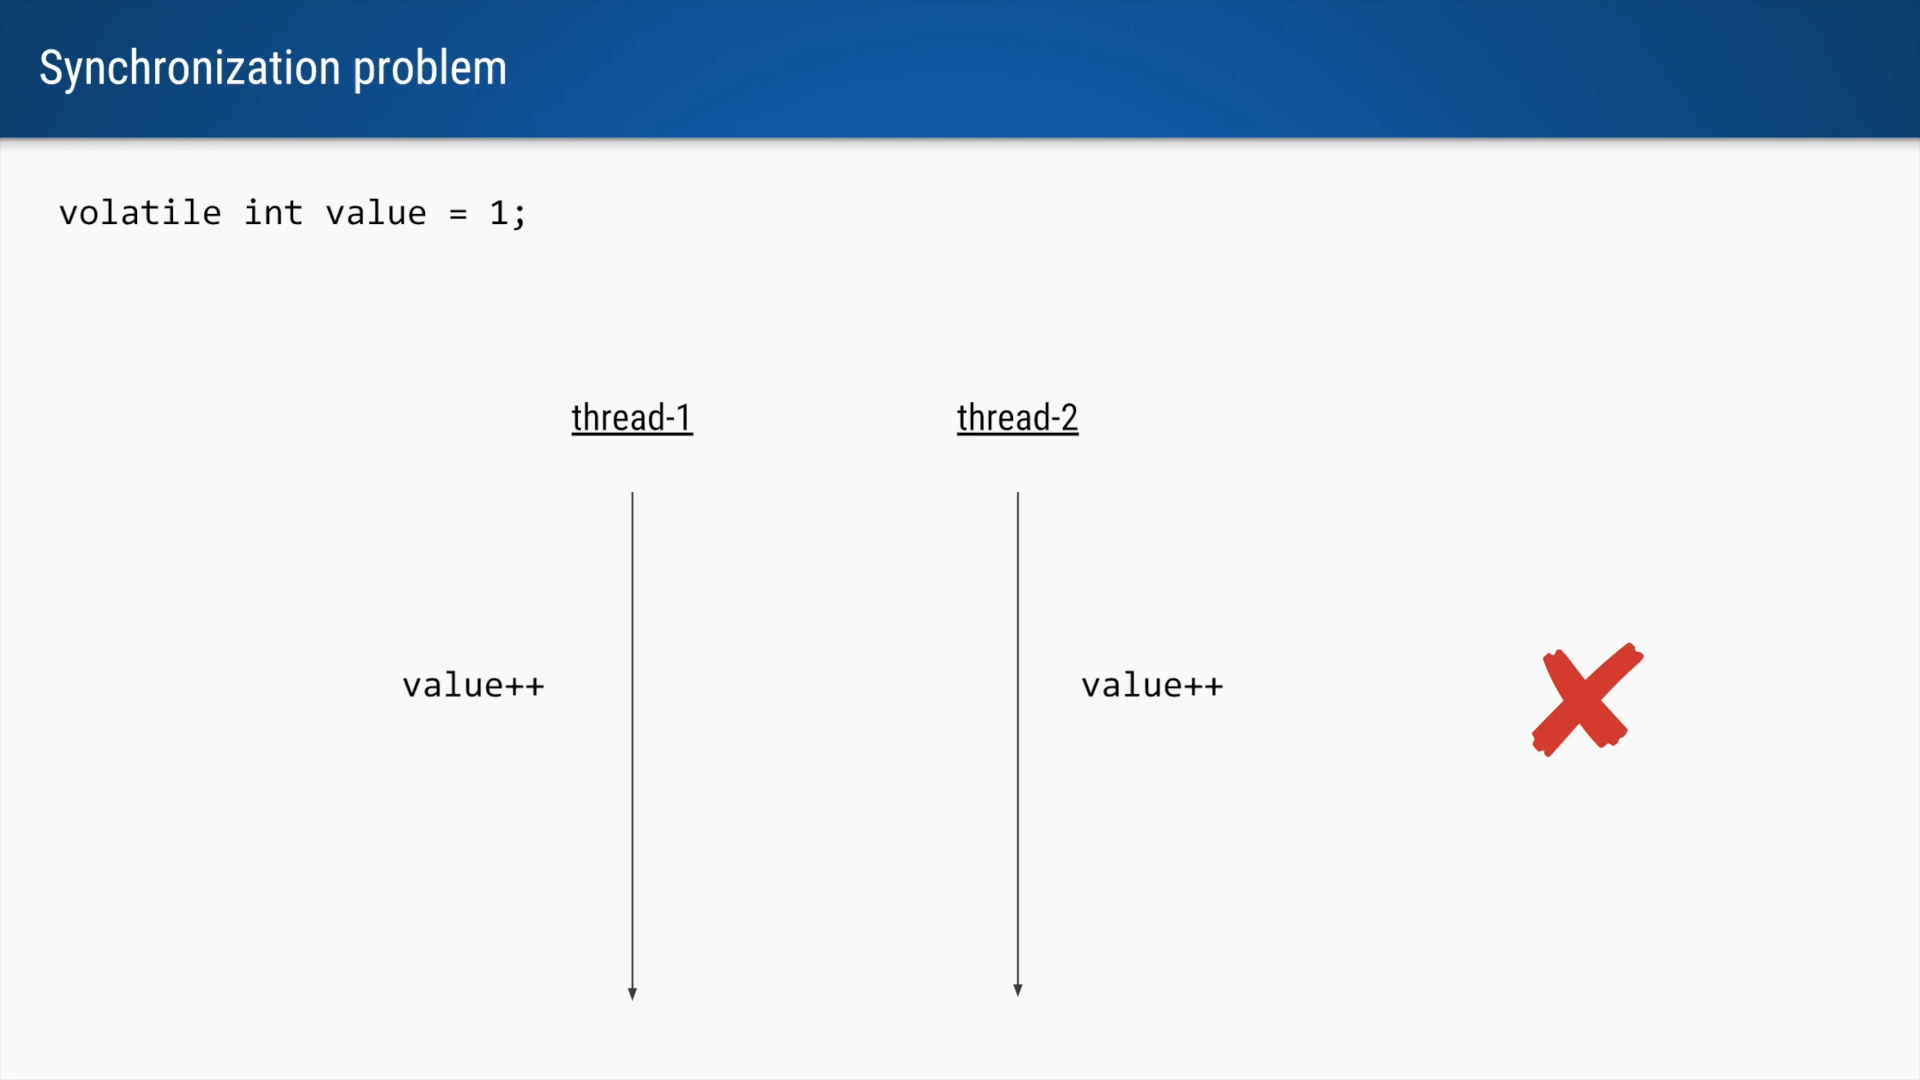 Synchronization problem
volatile int value = 1;
thread-1 thread-2
value++ value++